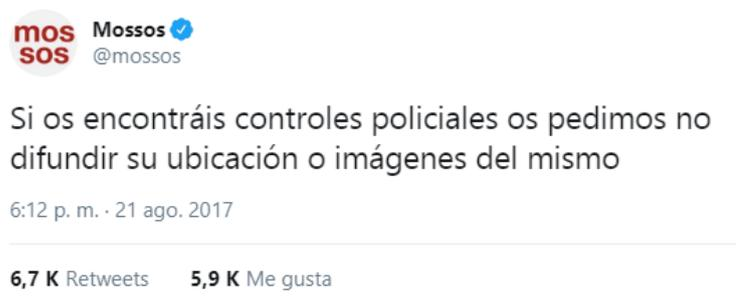 mos
sos
Mossos
@mossos
Si os encontráis controles policiales os pedimos no
difundir su ubicación o imágenes del mismo
6:12 p. m. · 21 ago. 2017
6,7 K Retweets 5,9 K Me gusta